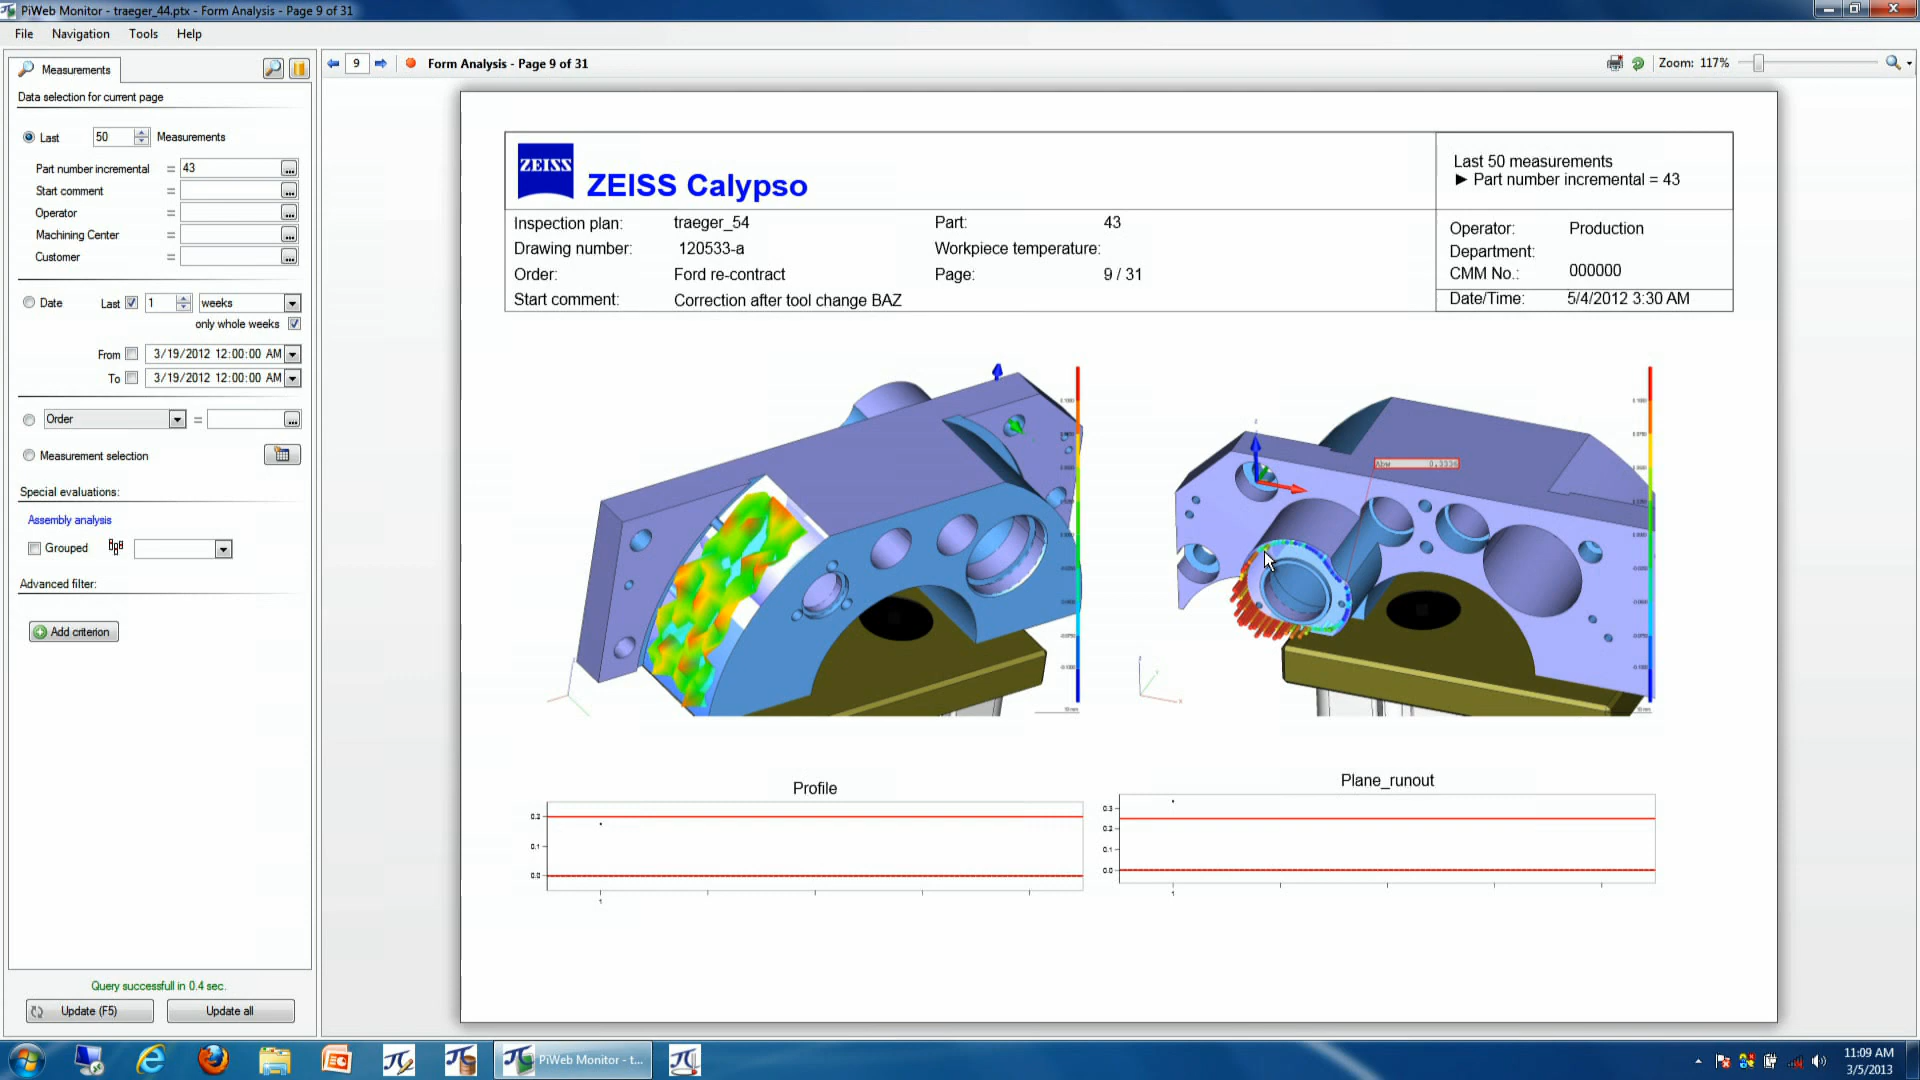 PiWeb Monitor - traeger_44.ptx - Form Analysis - Page 9 of 31
File Navigation Tools Help
Measurements
9 Form Analysis - Page 9 of 31
Zoom: 117%
Data selection for current page
Last 50 Measurements
Part number incremental = 43 ...
Start comment = ...
Operator = ...
Machining Center = ...
Customer = ...
Date Last 1 weeks
only whole weeks
From 3/19/2012 12:00:00 AM
To 3/19/2012 12:00:00 AM
Order = ...
Measurement selection
Special evaluations:
Assembly analysis
Grouped
Advanced filter:
Add criterion
Query successfull in 0.4 sec.
Update (F5) Update all
ZEISS
ZEISS Calypso
Last 50 measurements
► Part number incremental = 43
Inspection plan: traeger_54 Part: 43
Drawing number: 120533-a Workpiece temperature:
Order: Ford re-contract Page: 9 / 31
Start comment: Correction after tool change BAZ
Operator: Production
Department:
CMM No.: 000000
Date/Time: 5/4/2012 3:30 AM
Profile
0.2
0.1
0.0
1
Plane_runout
0.3
0.2
0.1
0.0
1
PiWeb Monitor - t...
11:09 AM
3/5/2013